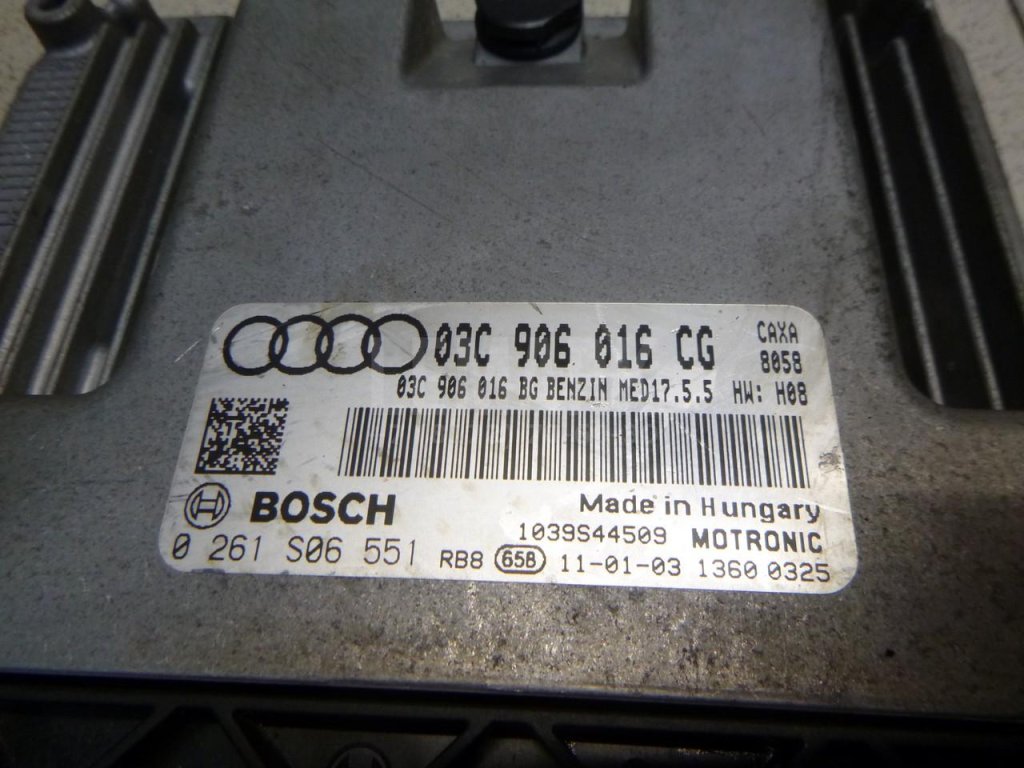 03C 906 016 CG CAXA
8058
03C 906 016 BG BENZIN MED17.5.5 HW: H08
BOSCH Made in Hungary
1039S44509 MOTRONIC
0 261 S06 551 RB8 65B 11-01-03 1360 0325